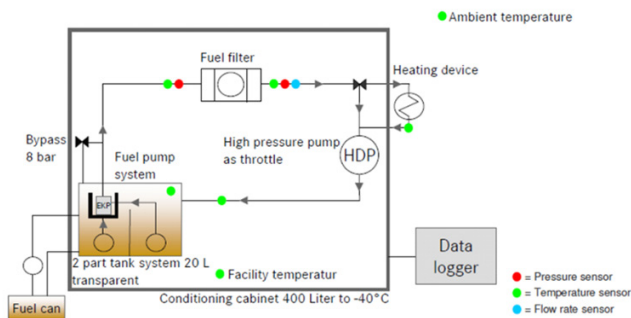 Ambient temperature
Fuel filter
Heating device
Bypass
8 bar
Fuel pump
system
High pressure pump
as throttle
HDP
EKP
2 part tank system 20 L
transparent
Facility temperatur
Data
logger
= Pressure sensor
= Temperature sensor
= Flow rate sensor
Conditioning cabinet 400 Liter to -40°C
Fuel can